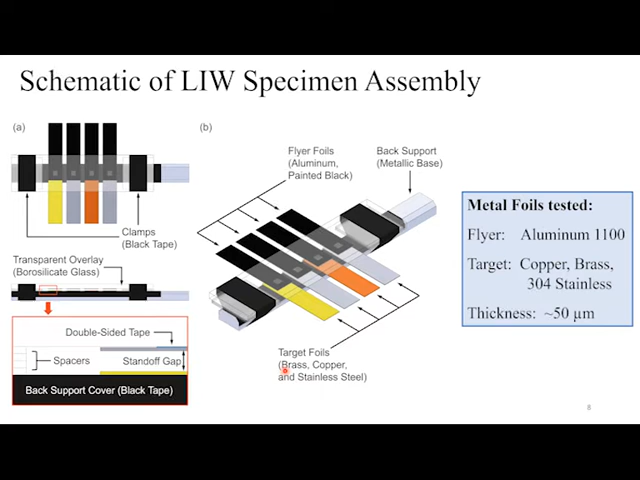 Schematic of LIW Specimen Assembly
(a)
Clamps
(Black Tape)
Transparent Overlay
(Borosilicate Glass)
Double-Sided Tape
Spacers
Standoff Gap
Back Support Cover (Black Tape)
(b)
Flyer Foils
(Aluminum,
Painted Black)
Back Support
(Metallic Base)
Target Foils
(Brass, Copper,
and Stainless Steel)
Metal Foils tested:
Flyer: Aluminum 1100
Target: Copper, Brass,
304 Stainless
Thickness: ~50 μm
8